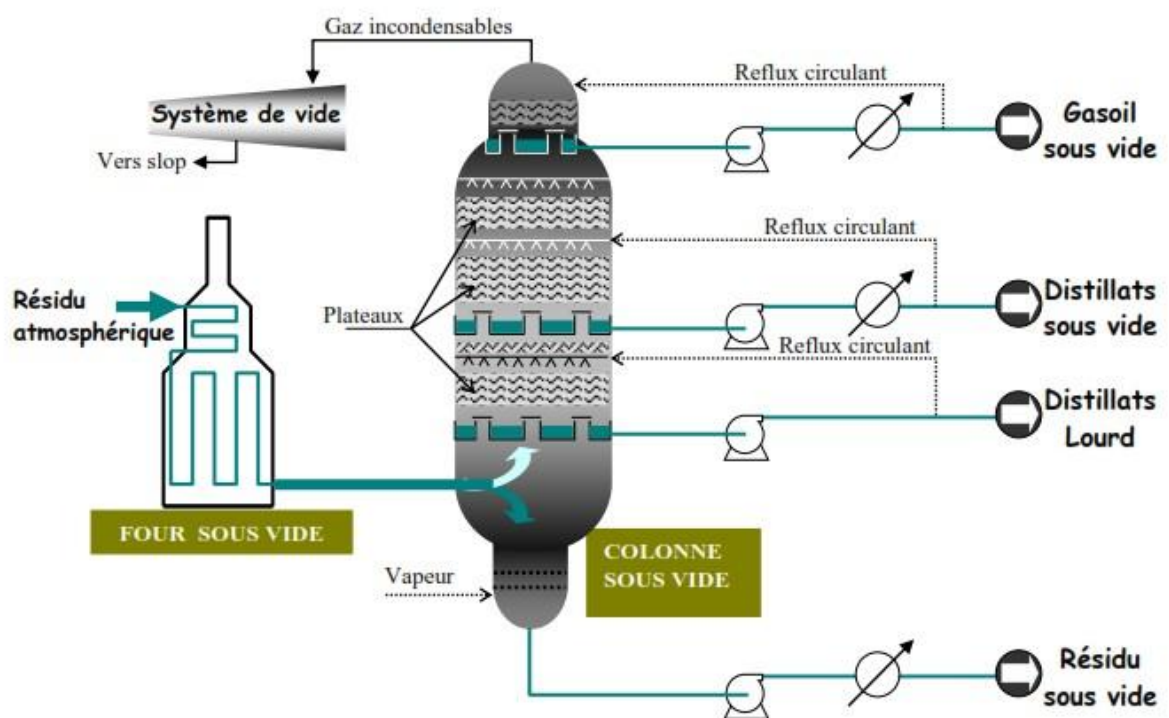 Gaz incondensables
Reflux circulant
Système de vide
Gasoil
sous vide
Vers slop
Reflux circulant
Résidu
atmosphérique
Distillats
sous vide
Plateaux
Reflux circulant
Distillats
Lourd
FOUR SOUS VIDE
COLONNE
SOUS VIDE
Vapeur
Résidu
sous vide